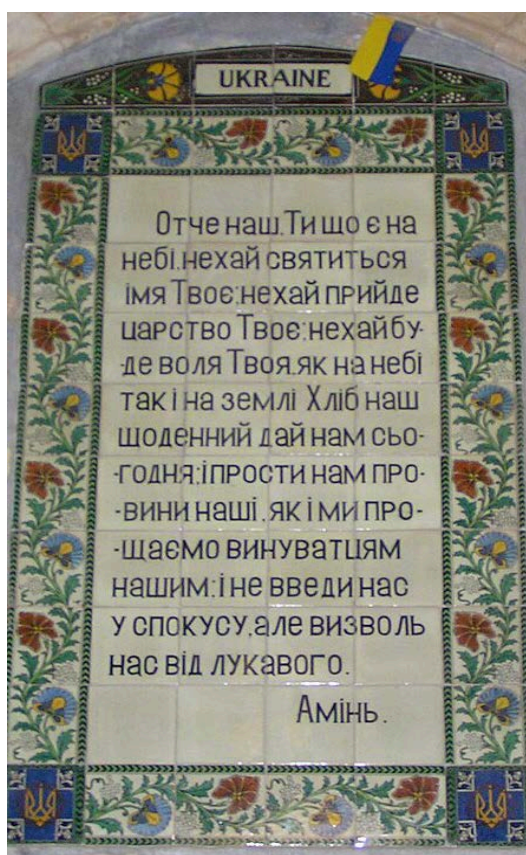 UKRAINE
Отче наш.Ти що є на
небі.нехай святиться
імя Твоє:нехай прийде
царство Твоє:нехай бу-
-де воля Твоя.як на небі
так і на землі Хліб наш
щоденний дай нам сьо-
-годня;і прости нам про-
-вини наші.як і ми про-
-щаємо винуватцям
нашим:і не введи нас
у спокусу,але визволь
нас від лукавого.
Амінь.